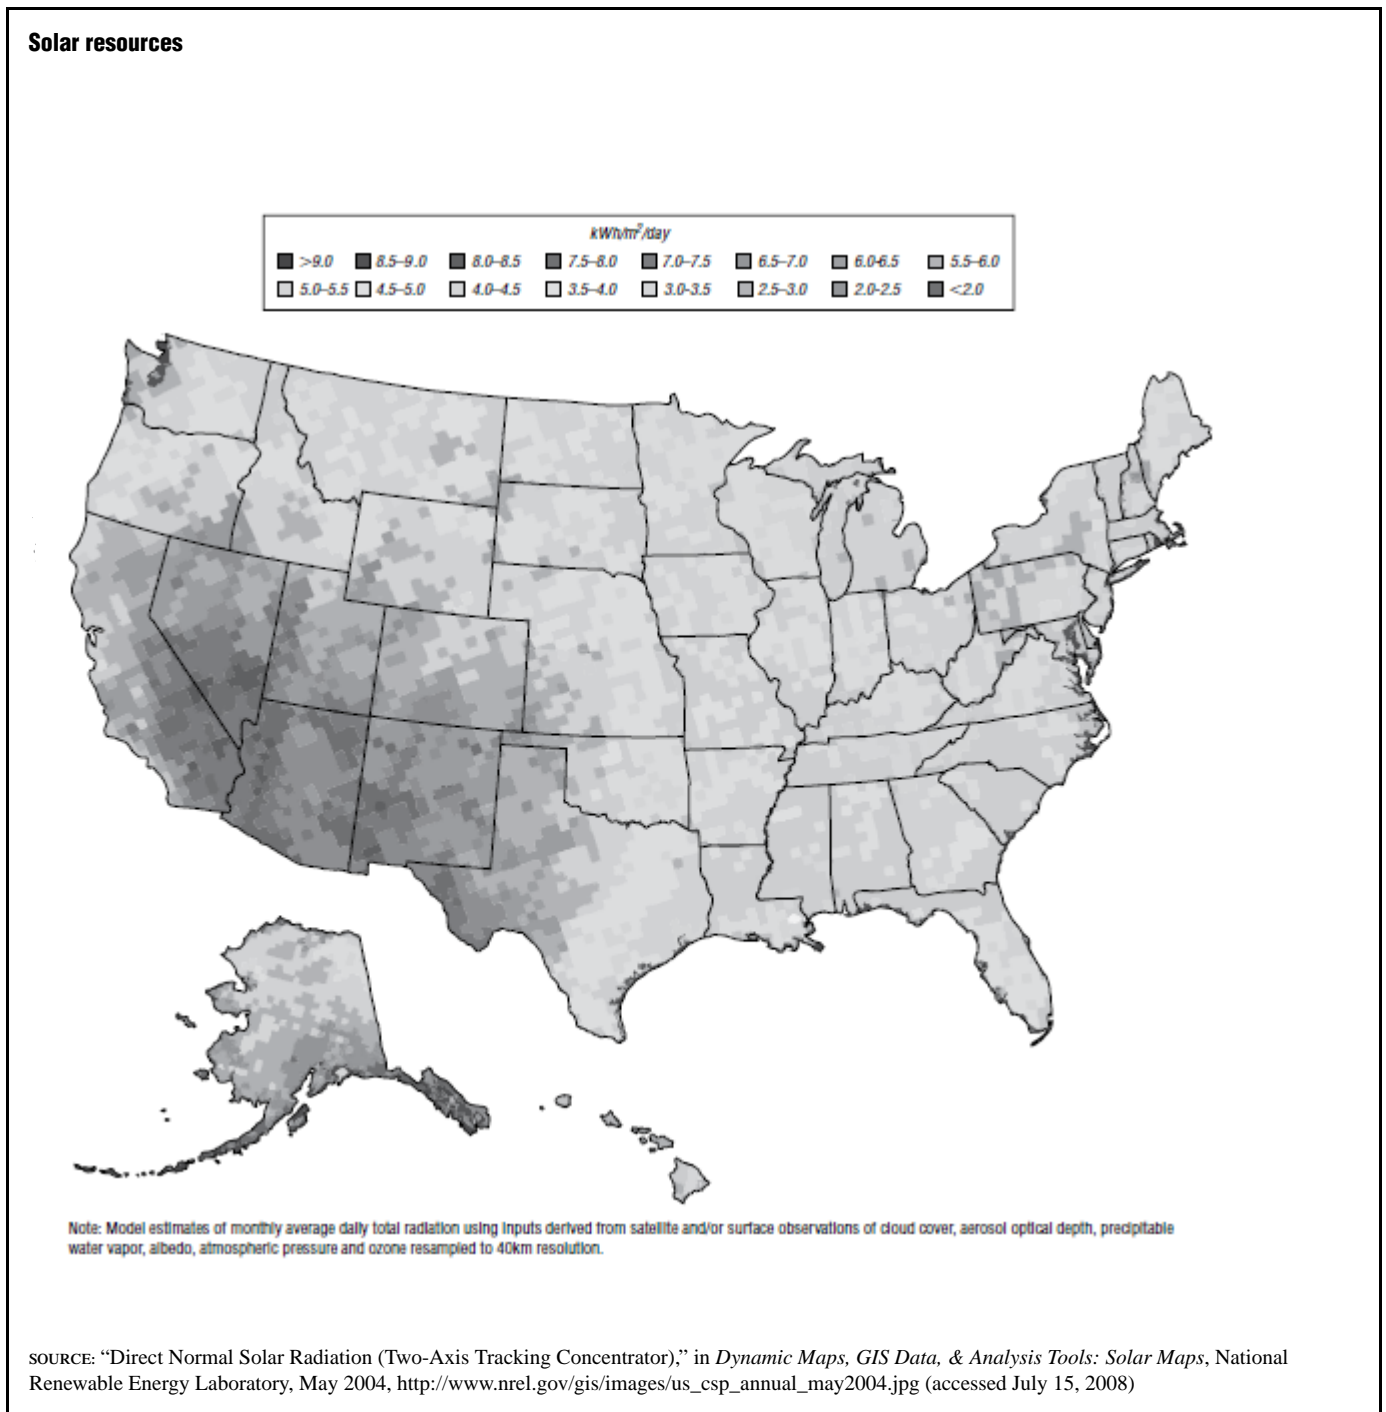 Solar resources
kWh/m²/day
>9.0 8.5–9.0 8.0–8.5 7.5–8.0 7.0–7.5 6.5–7.0 6.0-6.5 5.5–6.0
5.0–5.5 4.5–5.0 4.0–4.5 3.5–4.0 3.0-3.5 2.5–3.0 2.0-2.5 <2.0
Note: Model estimates of monthly average daily total radiation using inputs derived from satellite and/or surface observations of cloud cover, aerosol optical depth, precipitable
water vapor, albedo, atmospheric pressure and ozone resampled to 40km resolution.
SOURCE: “Direct Normal Solar Radiation (Two-Axis Tracking Concentrator),” in Dynamic Maps, GIS Data, & Analysis Tools: Solar Maps, National
Renewable Energy Laboratory, May 2004, http://www.nrel.gov/gis/images/us_csp_annual_may2004.jpg (accessed July 15, 2008)